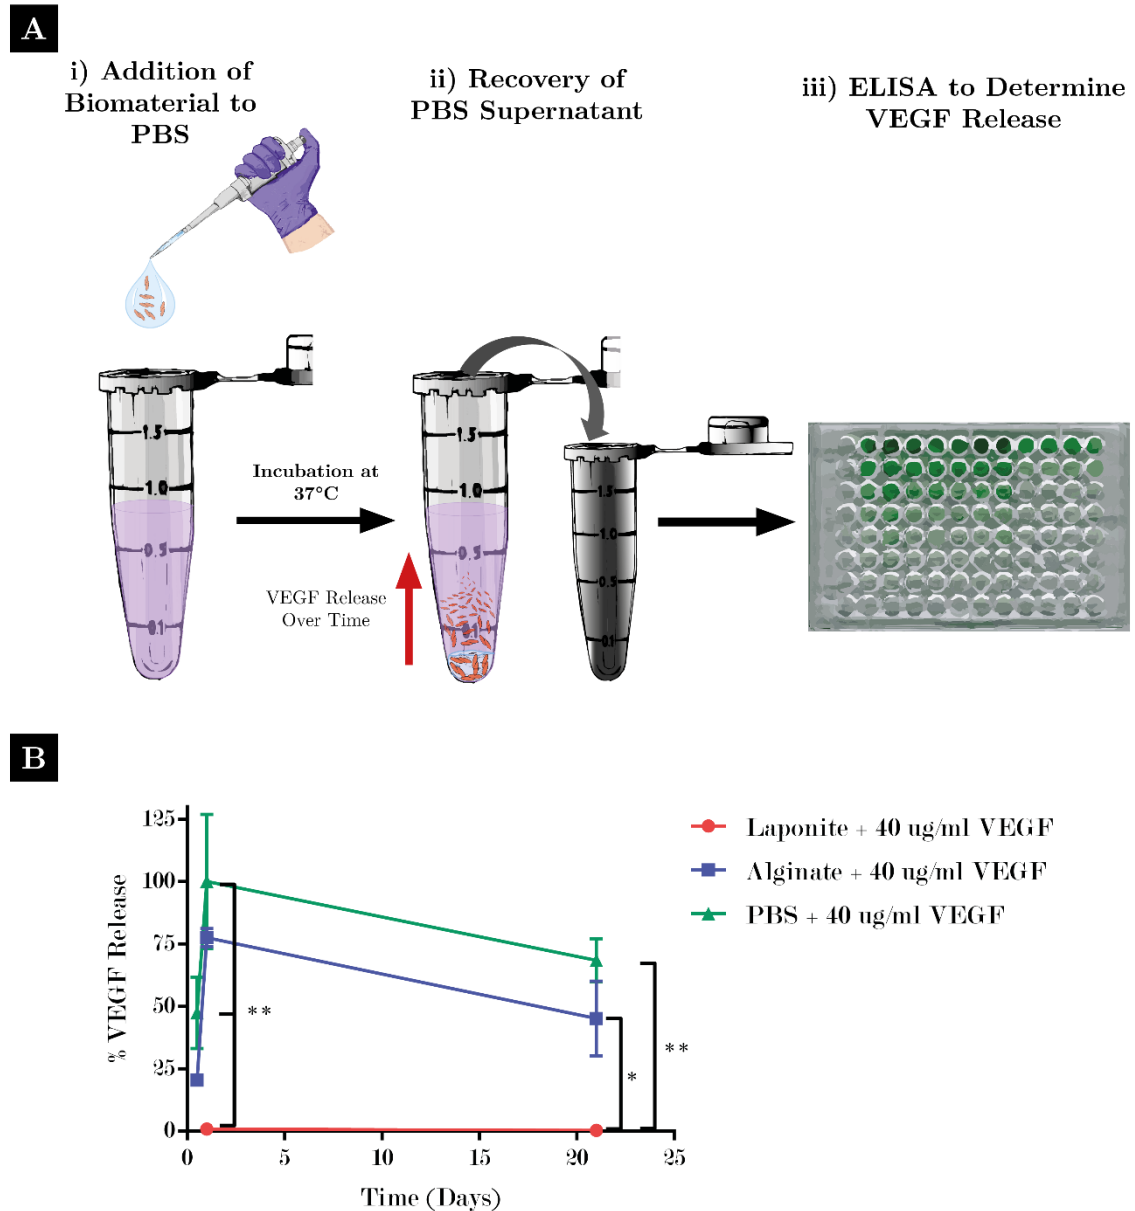 A
i) Addition of
Biomaterial to
PBS
ii) Recovery of
PBS Supernatant
iii) ELISA to Determine
VEGF Release
1.5
1.0
0.5
0.1
Incubation at
37°C
VEGF Release
Over Time
1.5
1.0
0.5
0.1
1.5
1.0
0.5
0.1
B
% VEGF Release
125
100
75
50
25
0
0 5 10 15 20 25
Time (Days)
**
*
**
Laponite + 40 ug/ml VEGF
Alginate + 40 ug/ml VEGF
PBS + 40 ug/ml VEGF